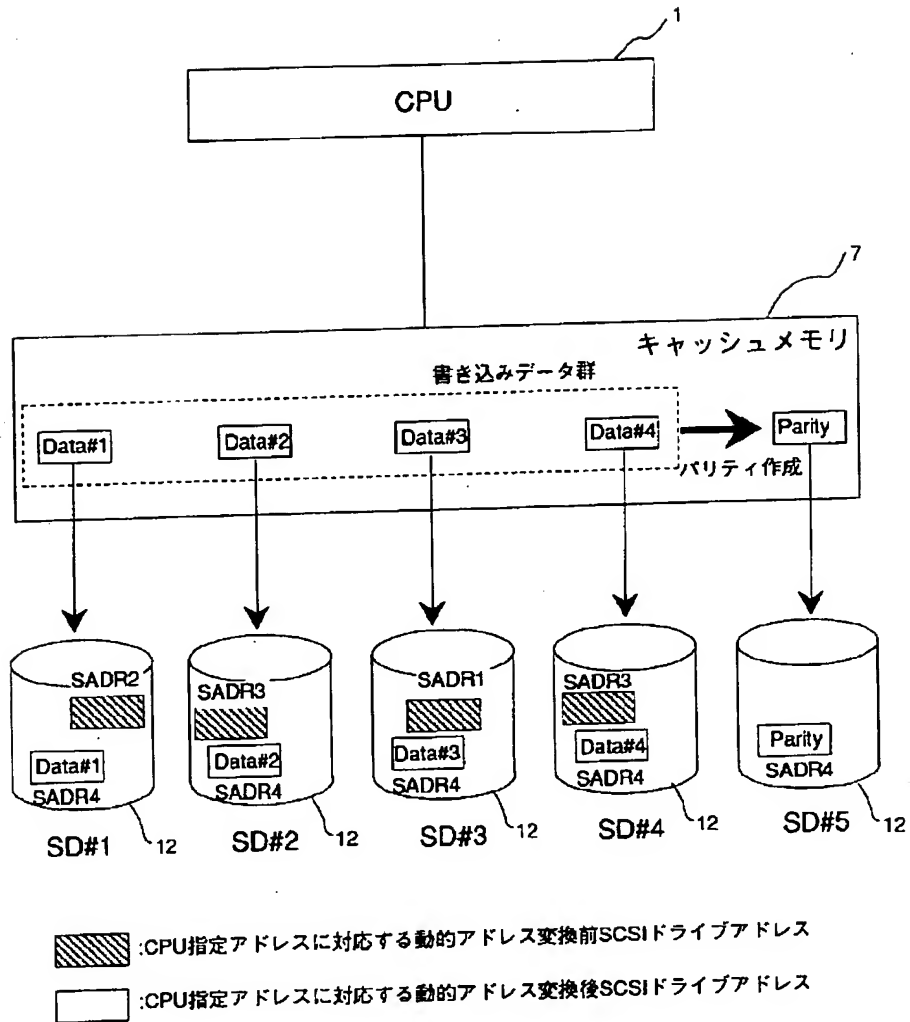 1
CPU
7
キャッシュメモリ
書き込みデータ群
Data#1 Data#2 Data#3 Data#4 Parity
パリティ作成
SADR2 SADR3 SADR1 SADR3
Data#1 Data#2 Data#3 Data#4 Parity
SADR4 SADR4 SADR4 SADR4 SADR4
12 12 12 12 12
SD#1 SD#2 SD#3 SD#4 SD#5
:CPU指定アドレスに対応する動的アドレス変換前SCSIドライブアドレス
:CPU指定アドレスに対応する動的アドレス変換後SCSIドライブアドレス